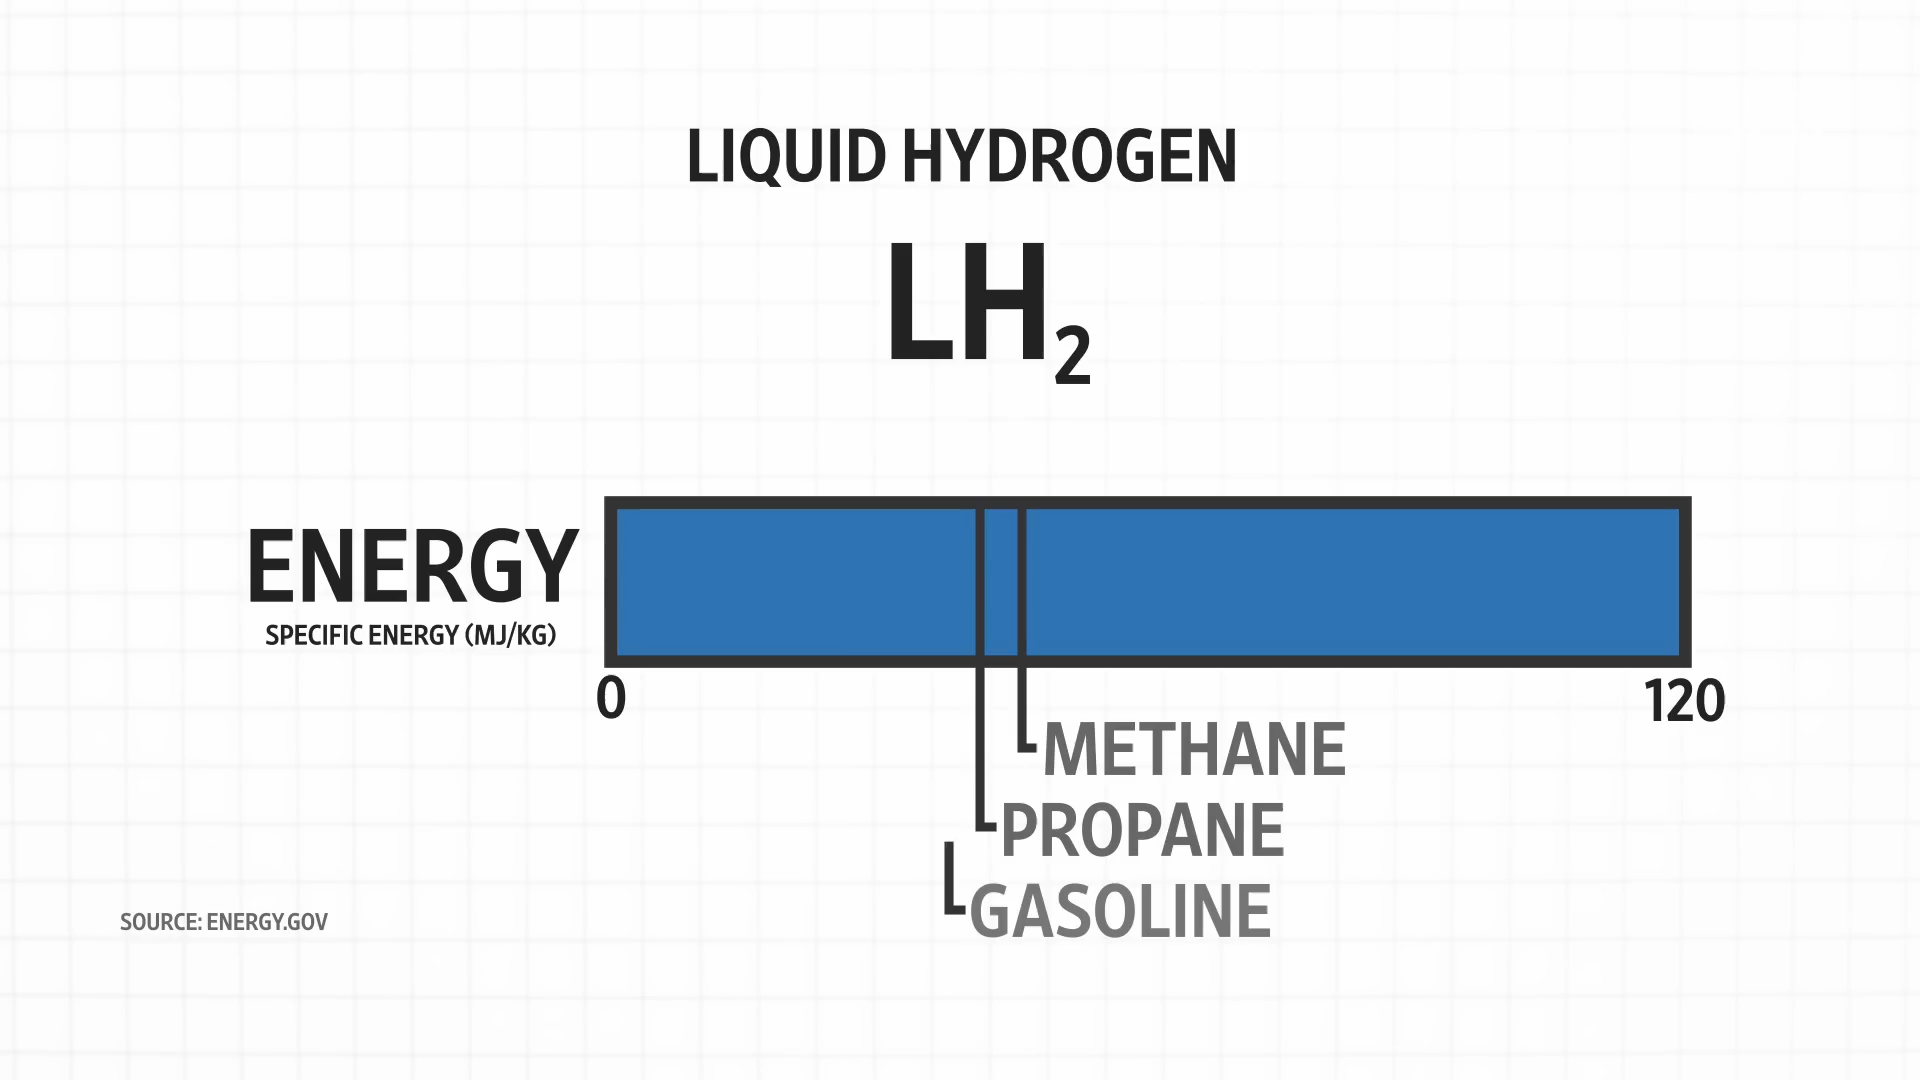 LIQUID HYDROGEN
LH₂
ENERGY
SPECIFIC ENERGY (MJ/KG)
0
120
METHANE
PROPANE
GASOLINE
SOURCE: ENERGY.GOV